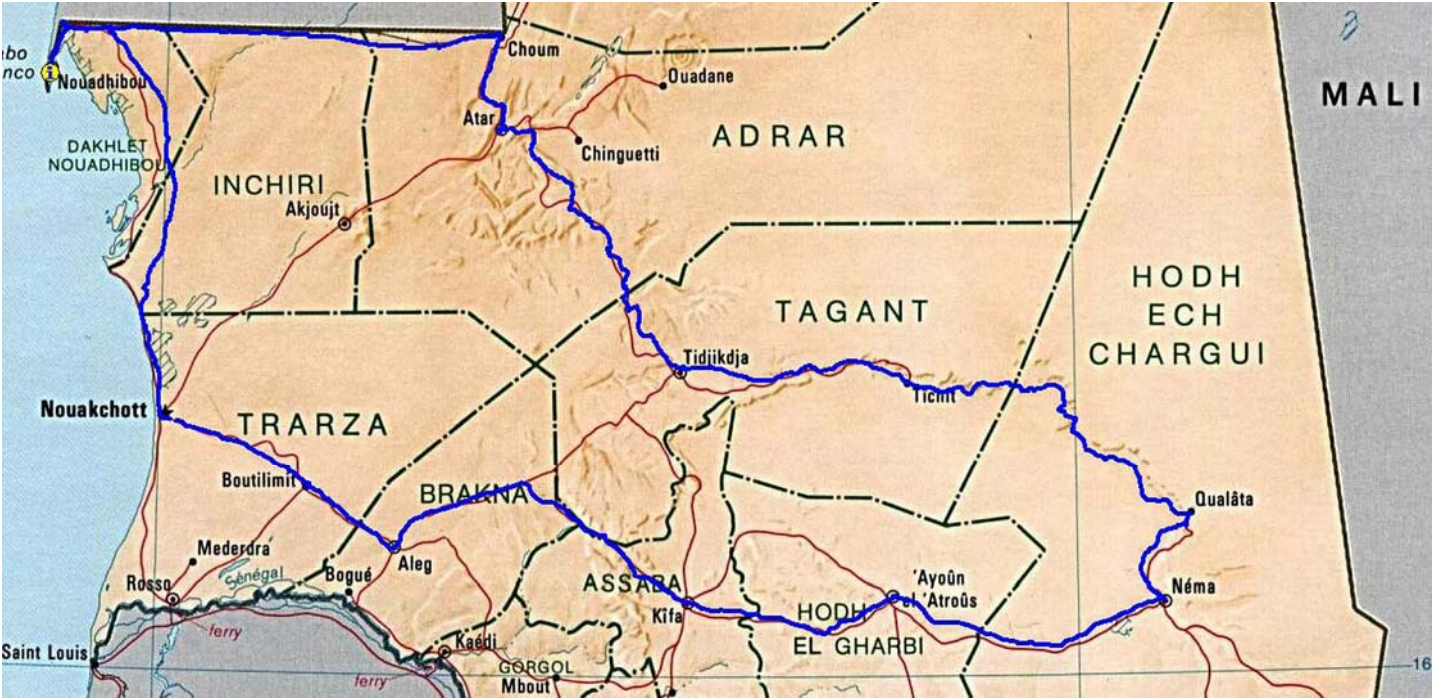 Choum
bo
nco
i
Nouadhibou
Ouadane
MALI
Atar
ADRAR
DAKHLET
NOUADHIBOU
Chinguetti
INCHIRI
Akjoujt
HODH
ECH
CHARGUI
TAGANT
Tidjikdja
Tichit
Nouakchott
TRARZA
Boutilimit
BRAKNA
Qualâta
Aleg
Mederdra
Sénégal
Bogué
Rosso
ASSABA
'Ayoûn
el 'Atroûs
Néma
Kîfa
HODH
EL GHARBI
ferry
Saint Louis
Kaédi
GORGOL
Mbout
ferry
16